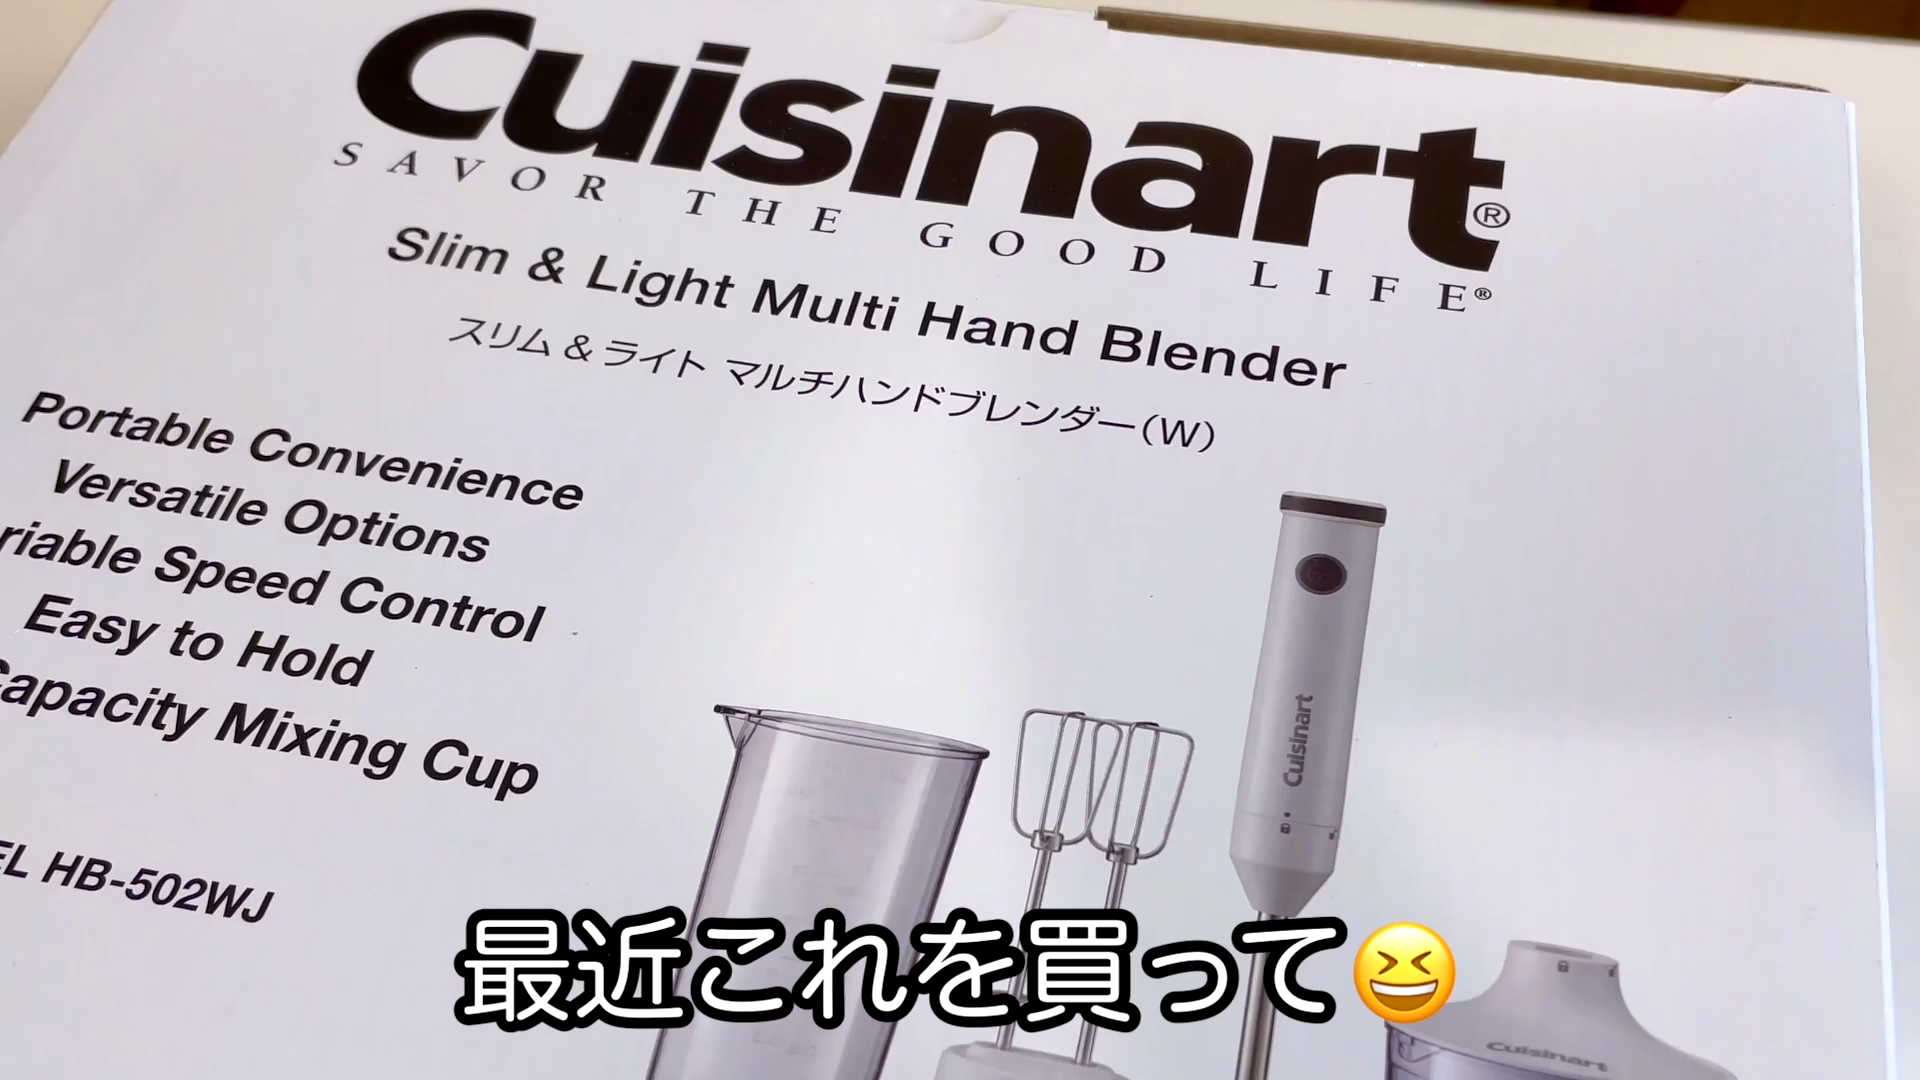 Cuisinart®
SAVOR THE GOOD LIFE®
Slim & Light Multi Hand Blender
スリム & ライト マルチハンドブレンダー(W)
Portable Convenience
Versatile Options
riable Speed Control
Easy to Hold
Capacity Mixing Cup
EL HB-502WJ
Cuisinart
Cuisinart
最近これを買って😆